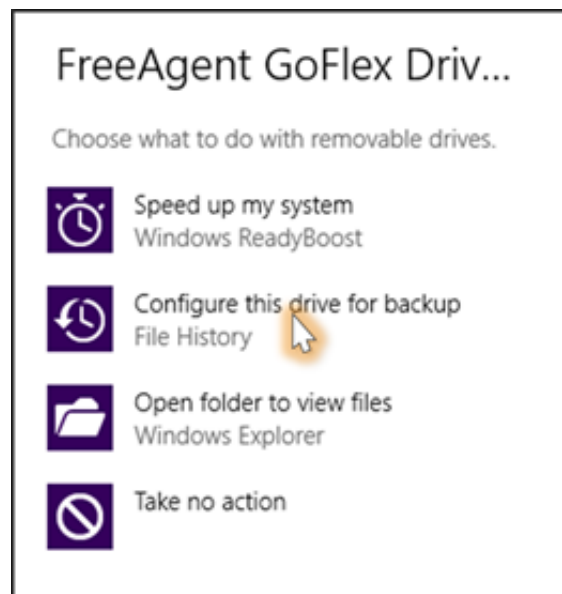 FreeAgent GoFlex Driv...
Choose what to do with removable drives.
Speed up my system
Windows ReadyBoost
Configure this drive for backup
File History
Open folder to view files
Windows Explorer
Take no action